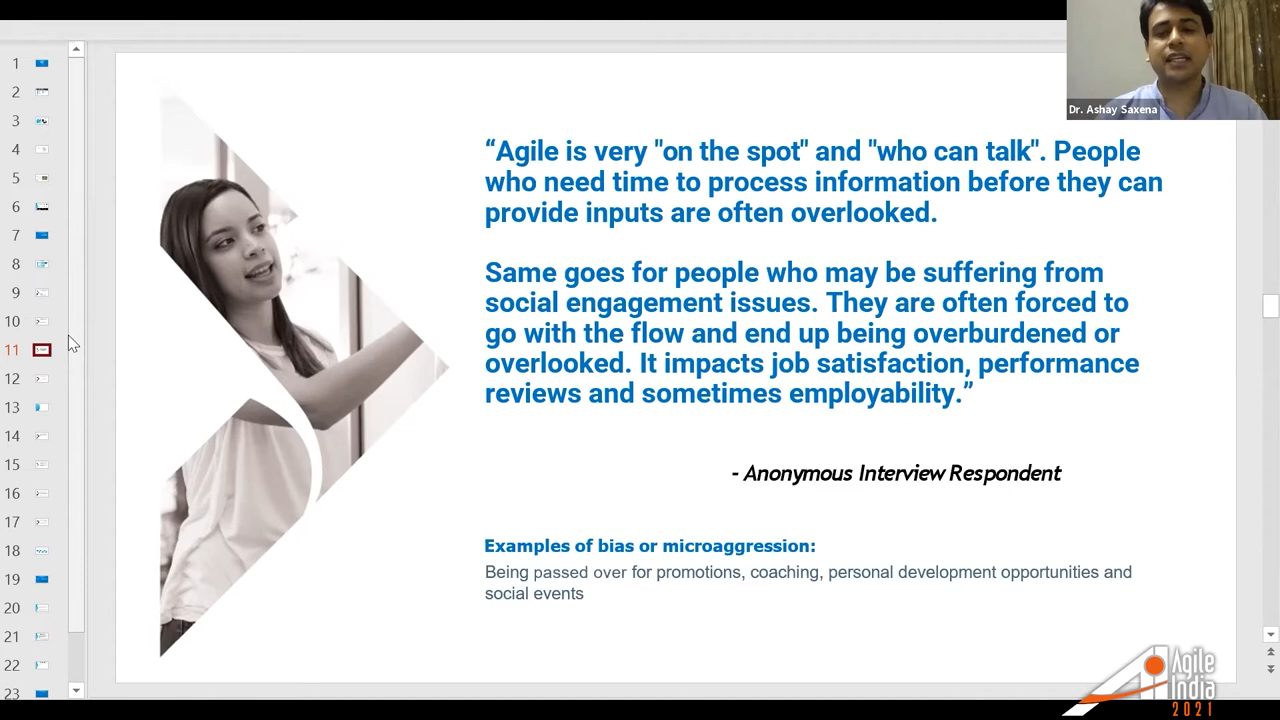 1
2
3
4
5
6
7
8
9
10
11
12
13
14
15
16
17
18
19
20
21
22
23
Dr. Ashay Saxena
“Agile is very "on the spot" and "who can talk". People
who need time to process information before they can
provide inputs are often overlooked.
Same goes for people who may be suffering from
social engagement issues. They are often forced to
go with the flow and end up being overburdened or
overlooked. It impacts job satisfaction, performance
reviews and sometimes employability.”
- Anonymous Interview Respondent
Examples of bias or microaggression:
Being passed over for promotions, coaching, personal development opportunities and
social events
Agile
India
2021